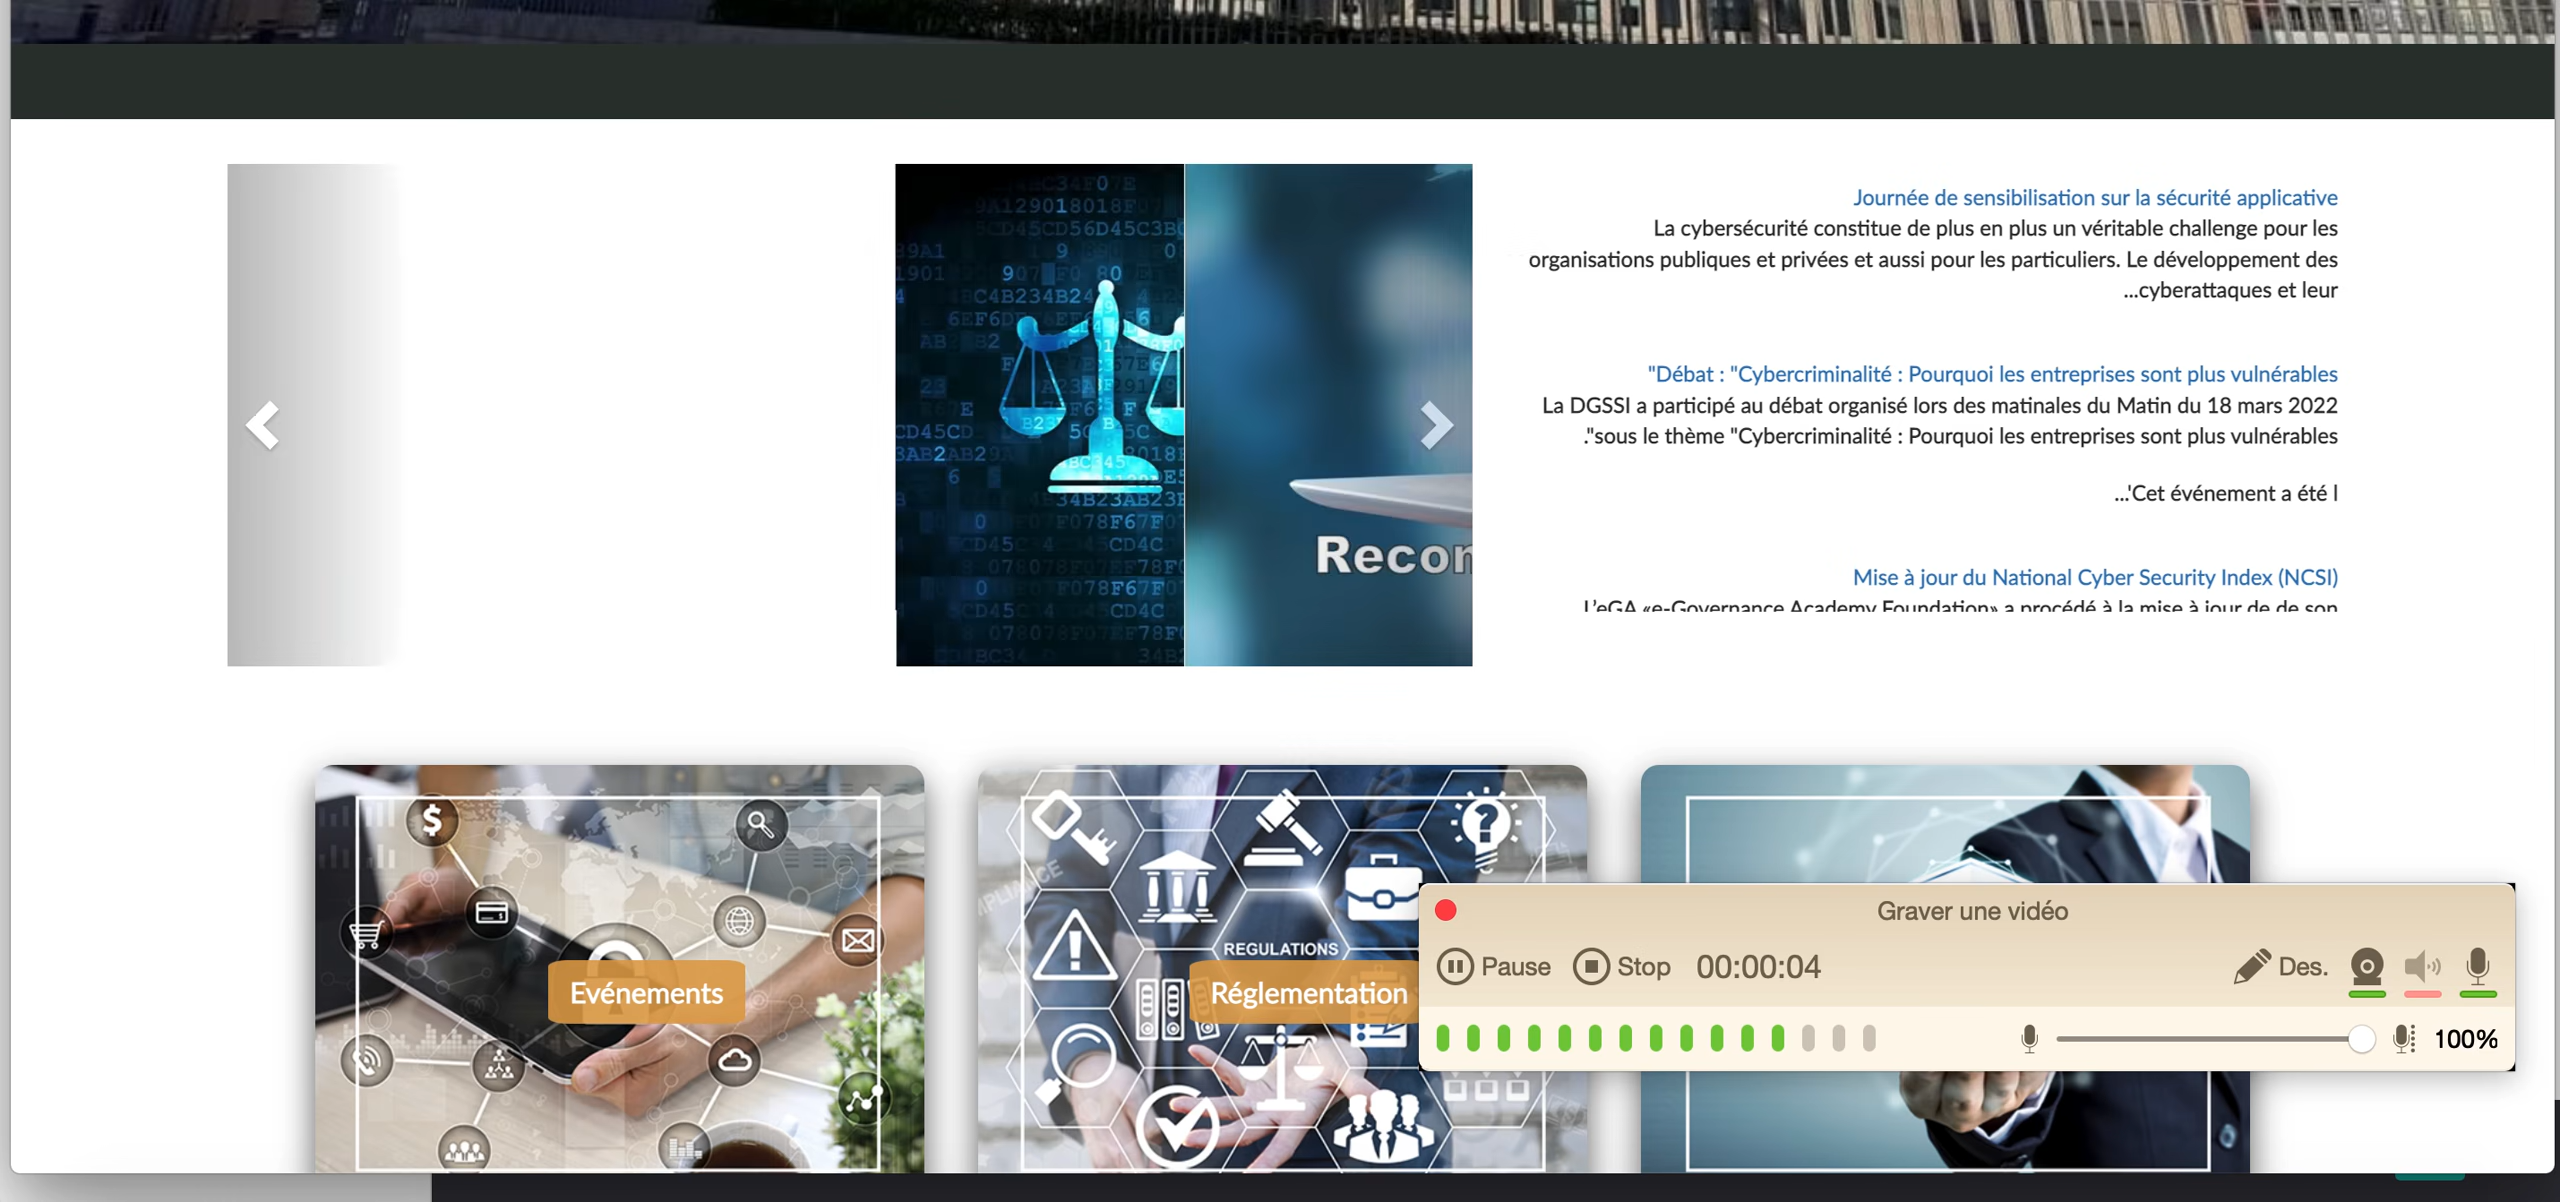 Journée de sensibilisation sur la sécurité applicative
La cybersécurité constitue de plus en plus un véritable challenge pour les
organisations publiques et privées et aussi pour les particuliers. Le développement des
...cyberattaques et leur
"Débat : "Cybercriminalité : Pourquoi les entreprises sont plus vulnérables
La DGSSI a participé au débat organisé lors des matinales du Matin du 18 mars 2022
."sous le thème "Cybercriminalité : Pourquoi les entreprises sont plus vulnérables
...'Cet événement a été l
Mise à jour du National Cyber Security Index (NCSI)
L'eGA «e-Governance Academy Foundation» a procédé à la mise à jour de de son
Recor
REGULATIONS
Evénements
Réglementation
Graver une vidéo
Pause Stop 00:00:04 Des.
100%